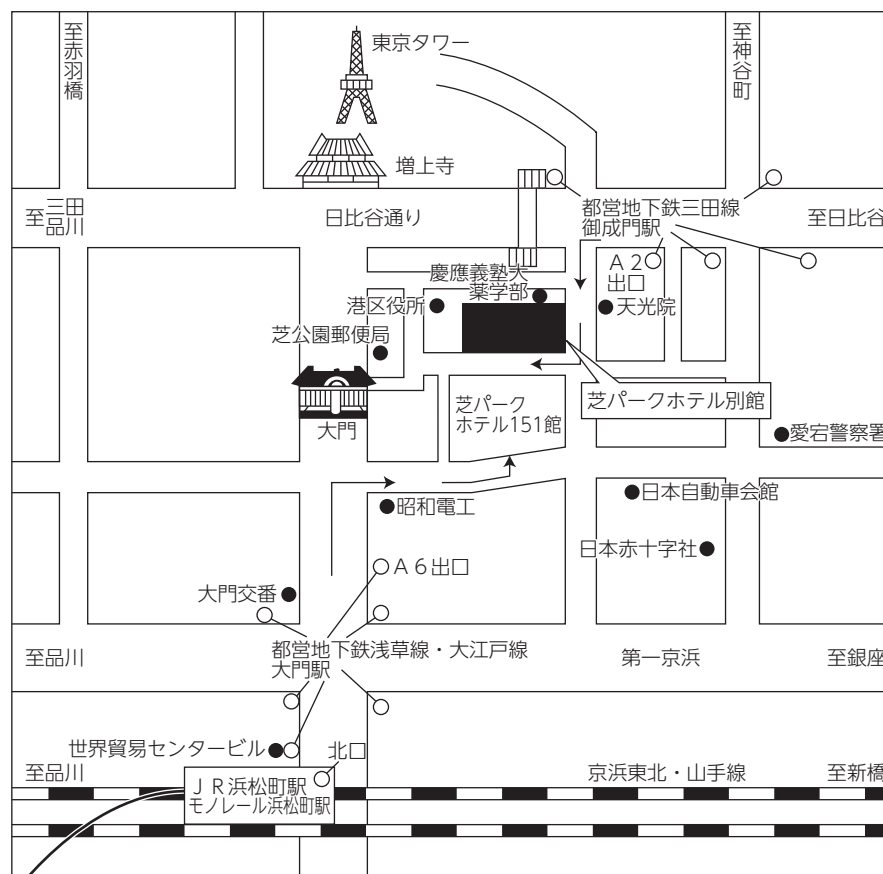 至赤羽橋
東京タワー
至神谷町
増上寺
至三田
品川
日比谷通り
都営地下鉄三田線
御成門駅
至日比谷
慶應義塾大
薬学部
A2
出口
港区役所
天光院
芝公園郵便局
芝パークホテル別館
芝パーク
ホテル151館
大門
愛宕警察署
昭和電工
日本自動車会館
日本赤十字社
A6出口
大門交番
都営地下鉄浅草線・大江戸線
大門駅
至品川
第一京浜
至銀座
世界貿易センタービル
北口
至品川
京浜東北・山手線
至新橋
JR浜松町駅
モノレール浜松町駅